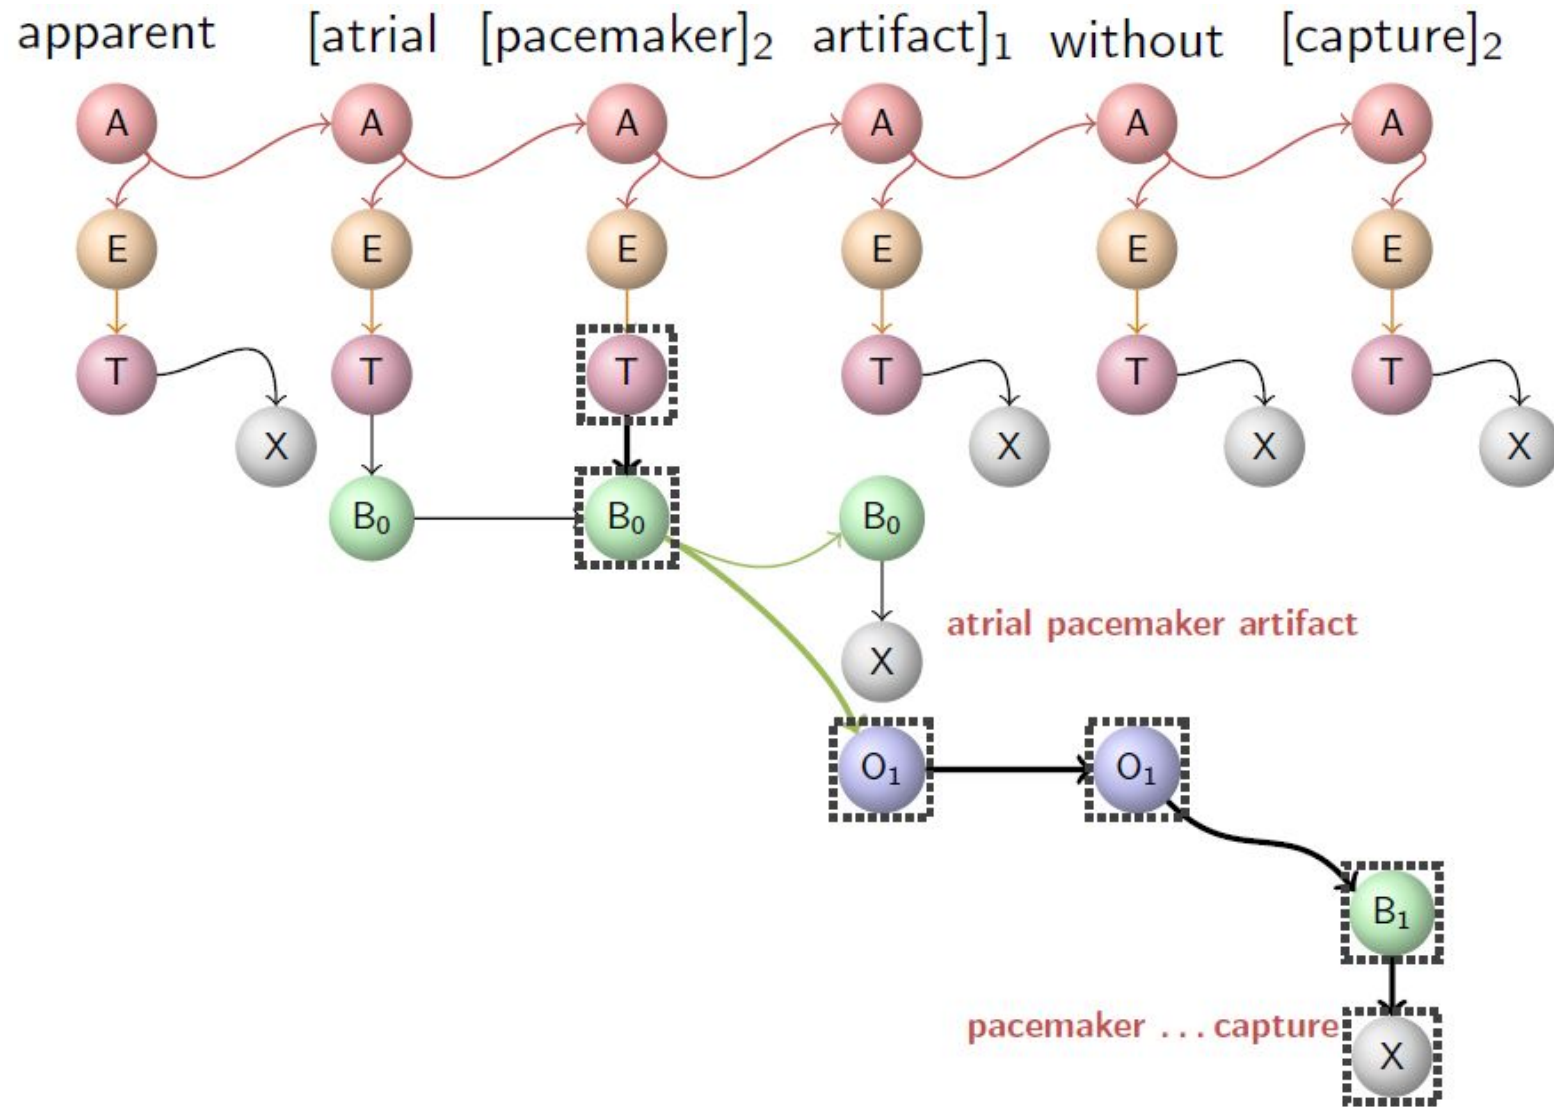 apparent [atrial [pacemaker]₂ artifact]₁ without [capture]₂
A A A A A A
E E E E E E
T T T T T T
X X X X
B₀ B₀ B₀
atrial pacemaker artifact
X
O₁ O₁
B₁
pacemaker ... capture
X